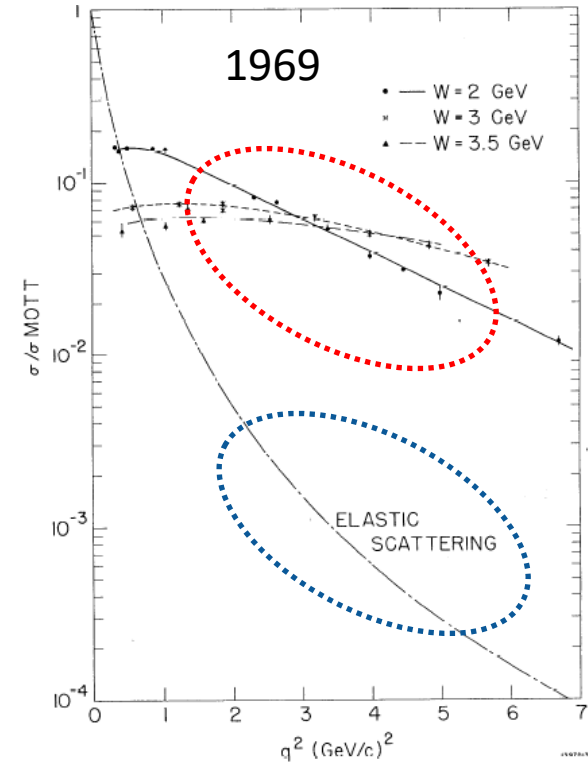 1969
• — W = 2 GeV
× W = 3 GeV
▲ --- W = 3.5 GeV
1
10⁻¹
10⁻²
10⁻³
10⁻⁴
σ/σ MOTT
ELASTIC
SCATTERING
0 1 2 3 4 5 6 7
q² (GeV/c)²